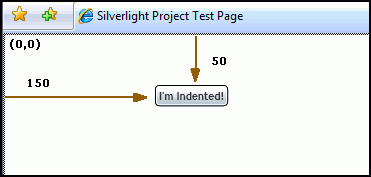 Silverlight Project Test Page
(0,0)
50
150
I'm Indented!